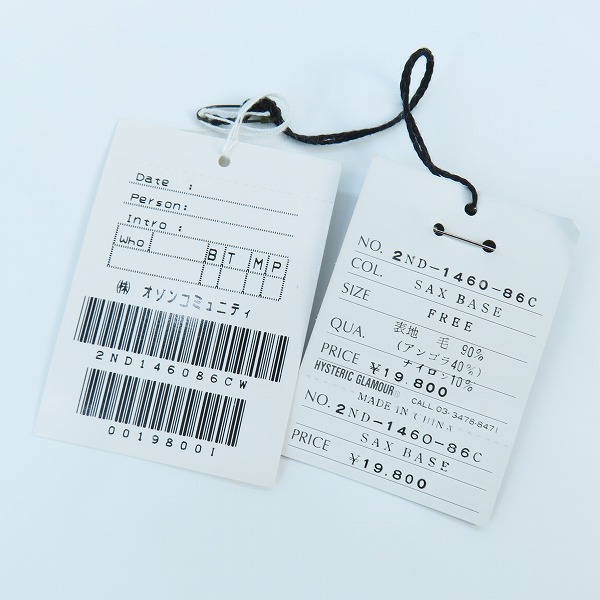 Date :
Person:
Intro :
Who B T M P
㈱ オゾンコミュニティ
2ND146086CW
00198001
NO. 2ND-1460-86C
COL. SAX BASE
SIZE FREE
QUA. 表地 毛 90%
(アンゴラ40%)
ナイロン10%
PRICE ¥19.800
HYSTERIC GLAMOUR® CALL 03-3478-8471
MADE IN CHINA
NO. 2ND-1460-86C
SAX BASE
PRICE ¥19.800